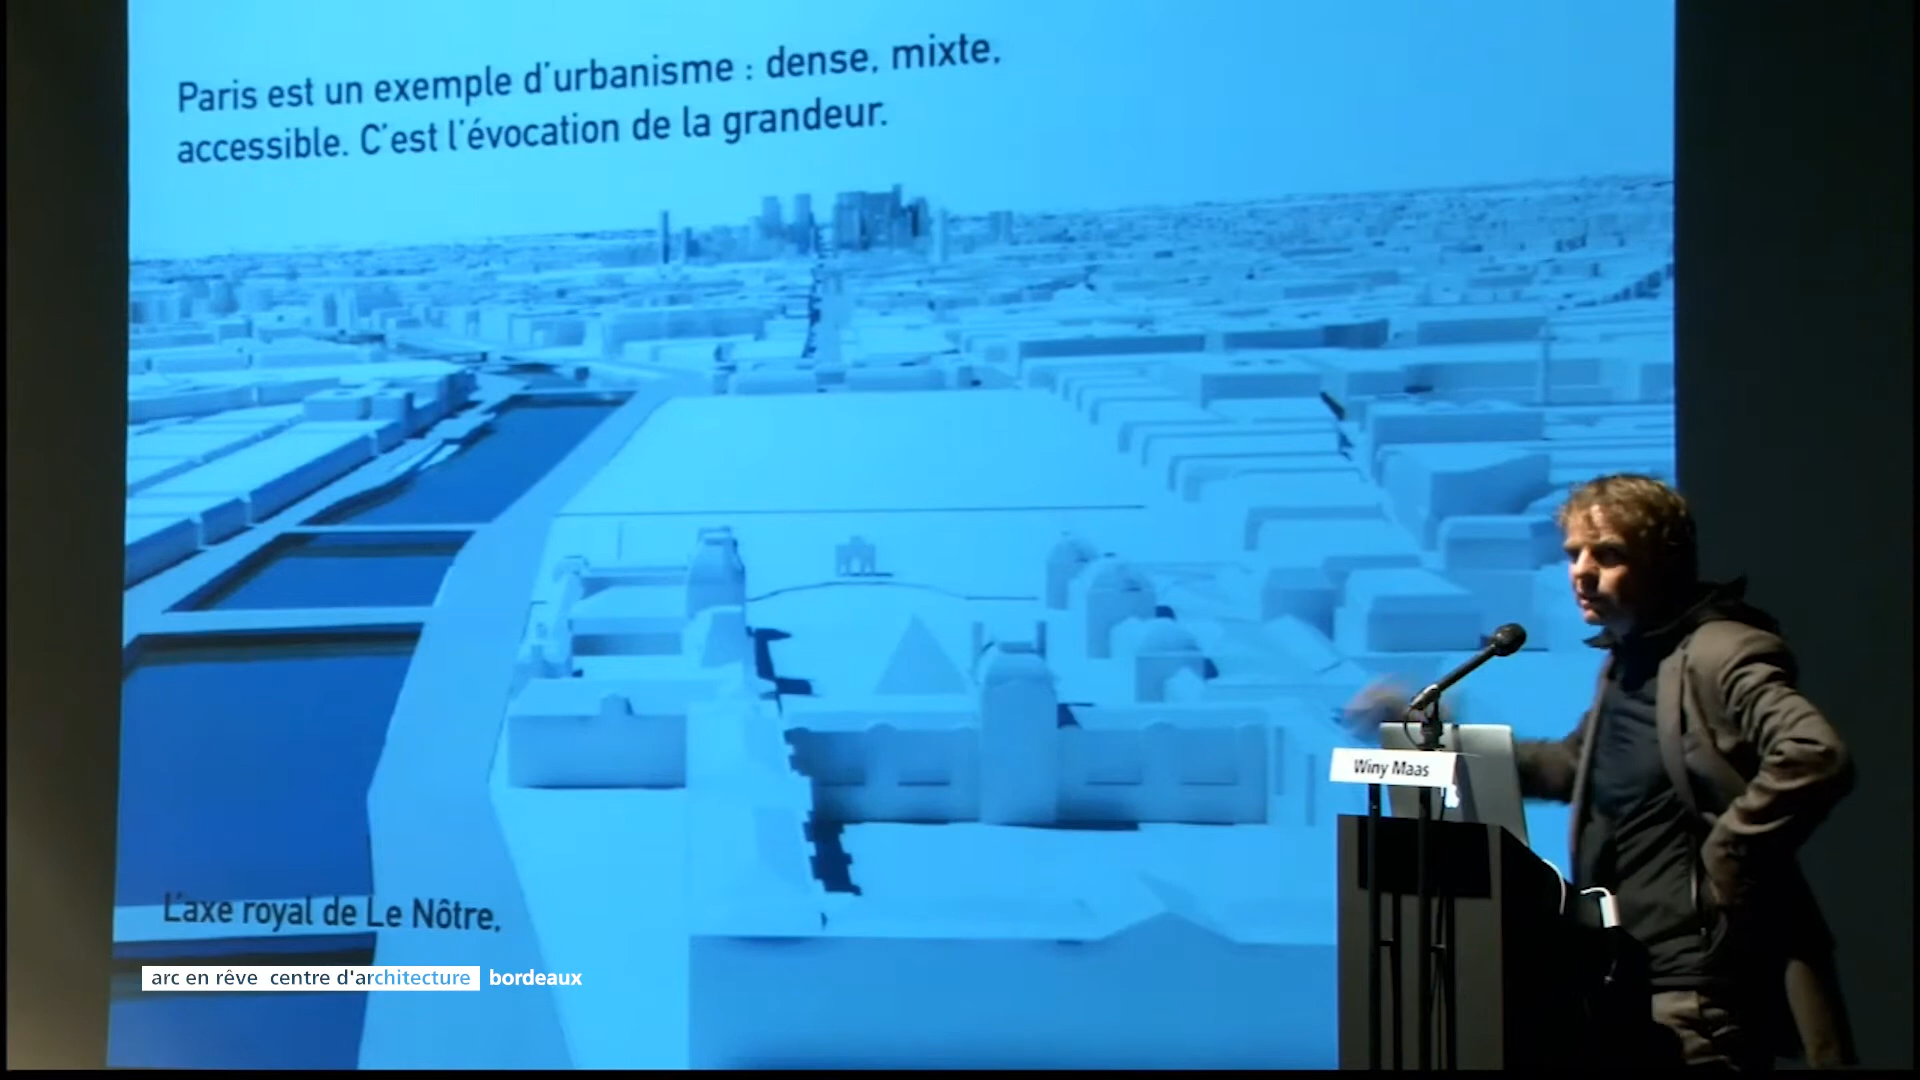 Paris est un exemple d'urbanisme : dense, mixte,
accessible. C'est l'évocation de la grandeur.
Winy Maas
L'axe royal de Le Nôtre,
arc en rêve centre d'architecture bordeaux